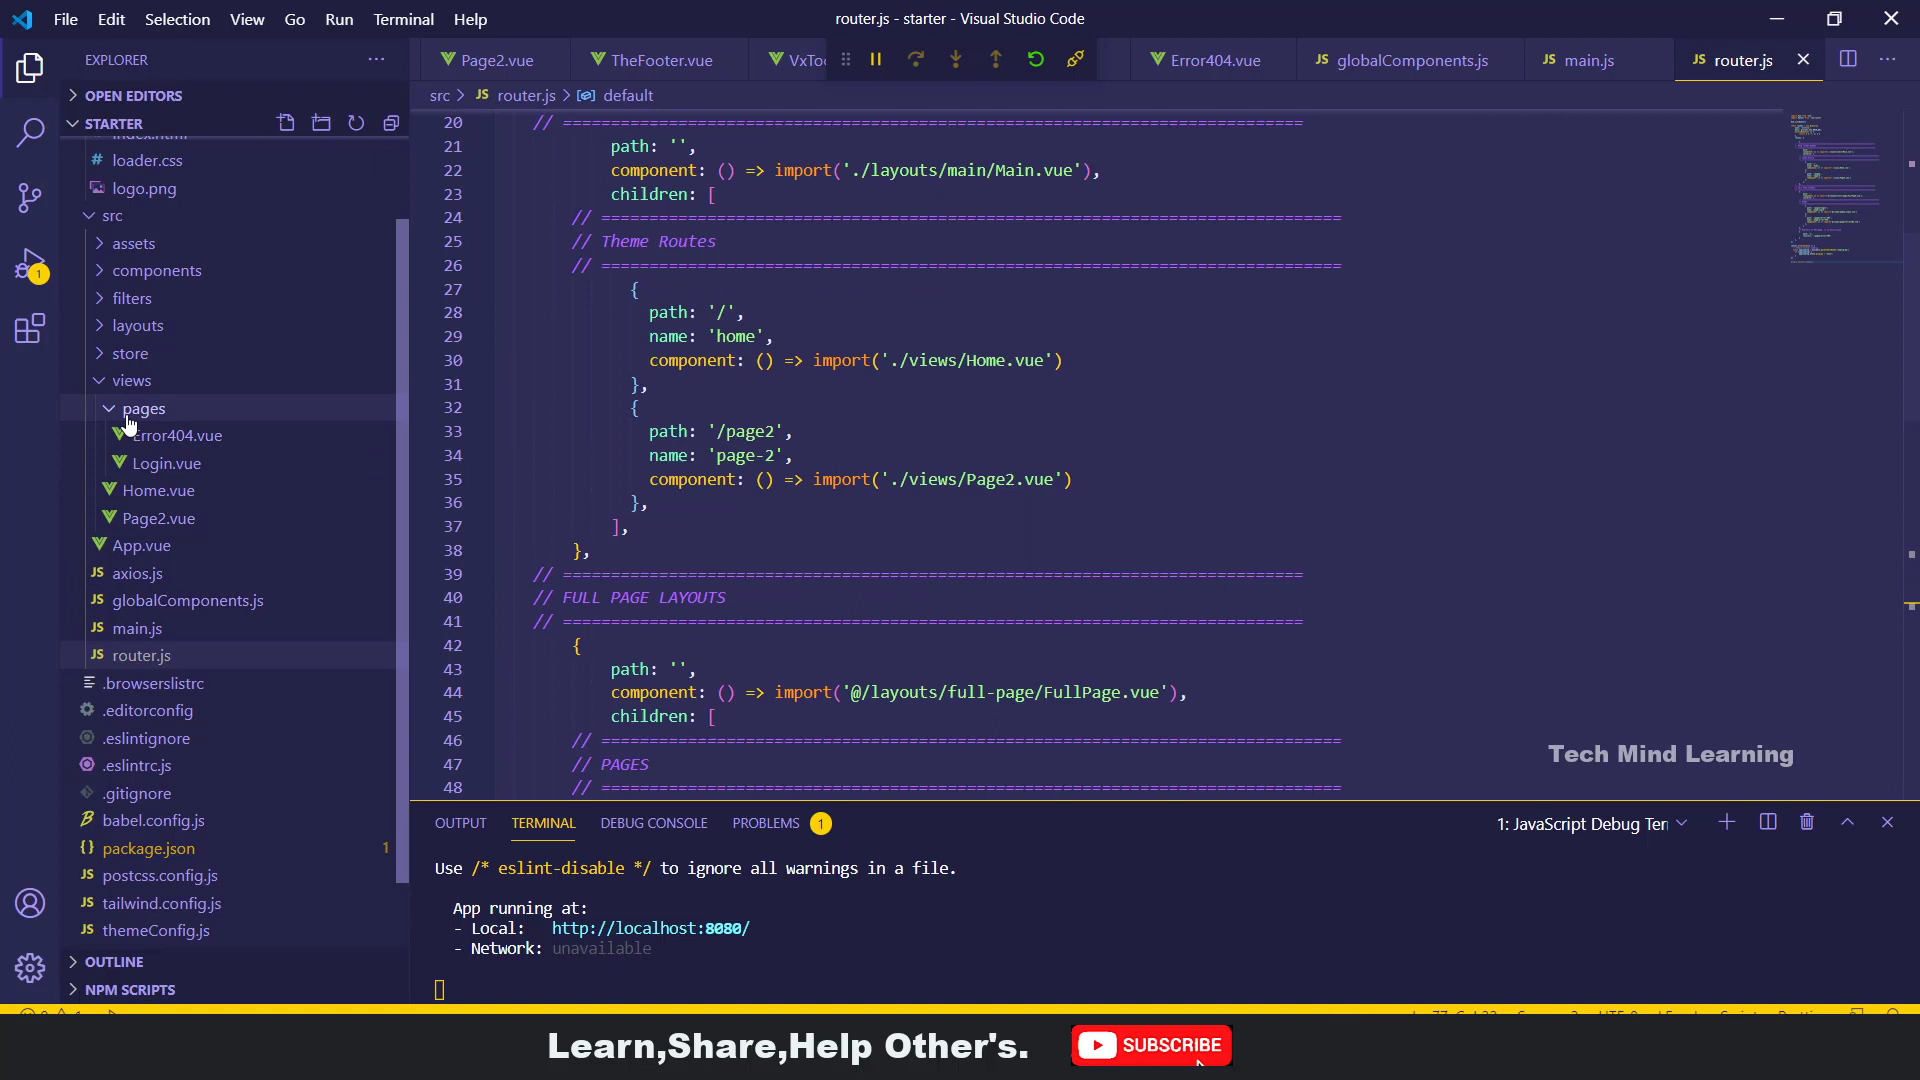 File Edit Selection View Go Run Terminal Help
router.js - starter - Visual Studio Code
EXPLORER
OPEN EDITORS
STARTER
index.html
loader.css
logo.png
src
assets
components
filters
layouts
store
views
pages
Error404.vue
Login.vue
Home.vue
Page2.vue
App.vue
axios.js
globalComponents.js
main.js
router.js
.browserslistrc
.editorconfig
.eslintignore
.eslintrc.js
.gitignore
babel.config.js
package.json 1
postcss.config.js
tailwind.config.js
themeConfig.js
OUTLINE
NPM SCRIPTS
1
Page2.vue TheFooter.vue Error404.vue globalComponents.js main.js router.js
src > router.js > default
20 // =============================================================================
21 path: '',
22 component: () => import('./layouts/main/Main.vue'),
23 children: [
24 // =============================================================================
25 // Theme Routes
26 // =============================================================================
27 {
28 path: '/',
29 name: 'home',
30 component: () => import('./views/Home.vue')
31 },
32 {
33 path: '/page2',
34 name: 'page-2',
35 component: () => import('./views/Page2.vue')
36 },
37 ],
38 },
39 // =============================================================================
40 // FULL PAGE LAYOUTS
41 // =============================================================================
42 {
43 path: '',
44 component: () => import('@/layouts/full-page/FullPage.vue'),
45 children: [
46 // =============================================================================
47 // PAGES
48 // =============================================================================
Tech Mind Learning
OUTPUT TERMINAL DEBUG CONSOLE PROBLEMS 1
1: JavaScript Debug Ter
Use /* eslint-disable */ to ignore all warnings in a file.
App running at:
- Local: http://localhost:8080/
- Network: unavailable
Learn,Share,Help Other's.
SUBSCRIBE